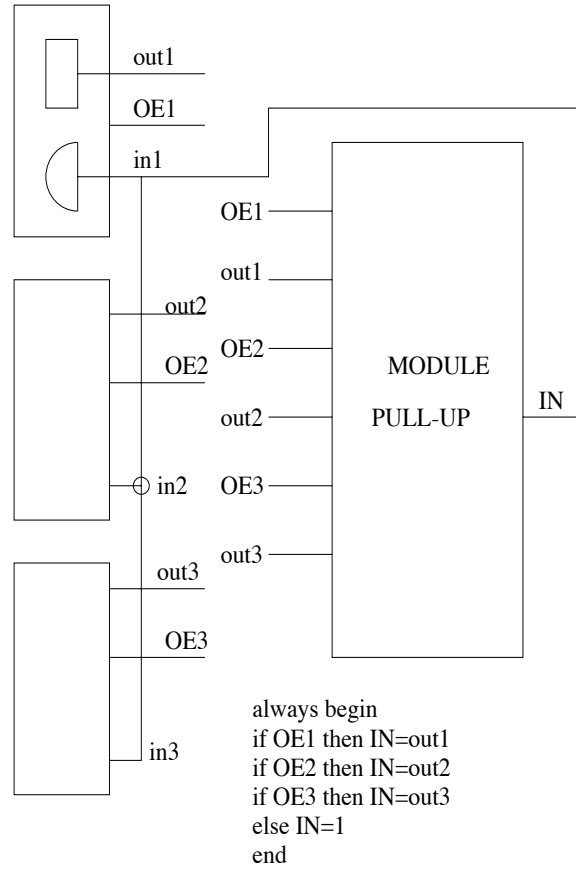 out1
OE1
in1
out2
OE2
in2
out3
OE3
in3
OE1
out1
OE2
out2
OE3
out3
MODULE
PULL-UP
IN
always begin
if OE1 then IN=out1
if OE2 then IN=out2
if OE3 then IN=out3
else IN=1
end